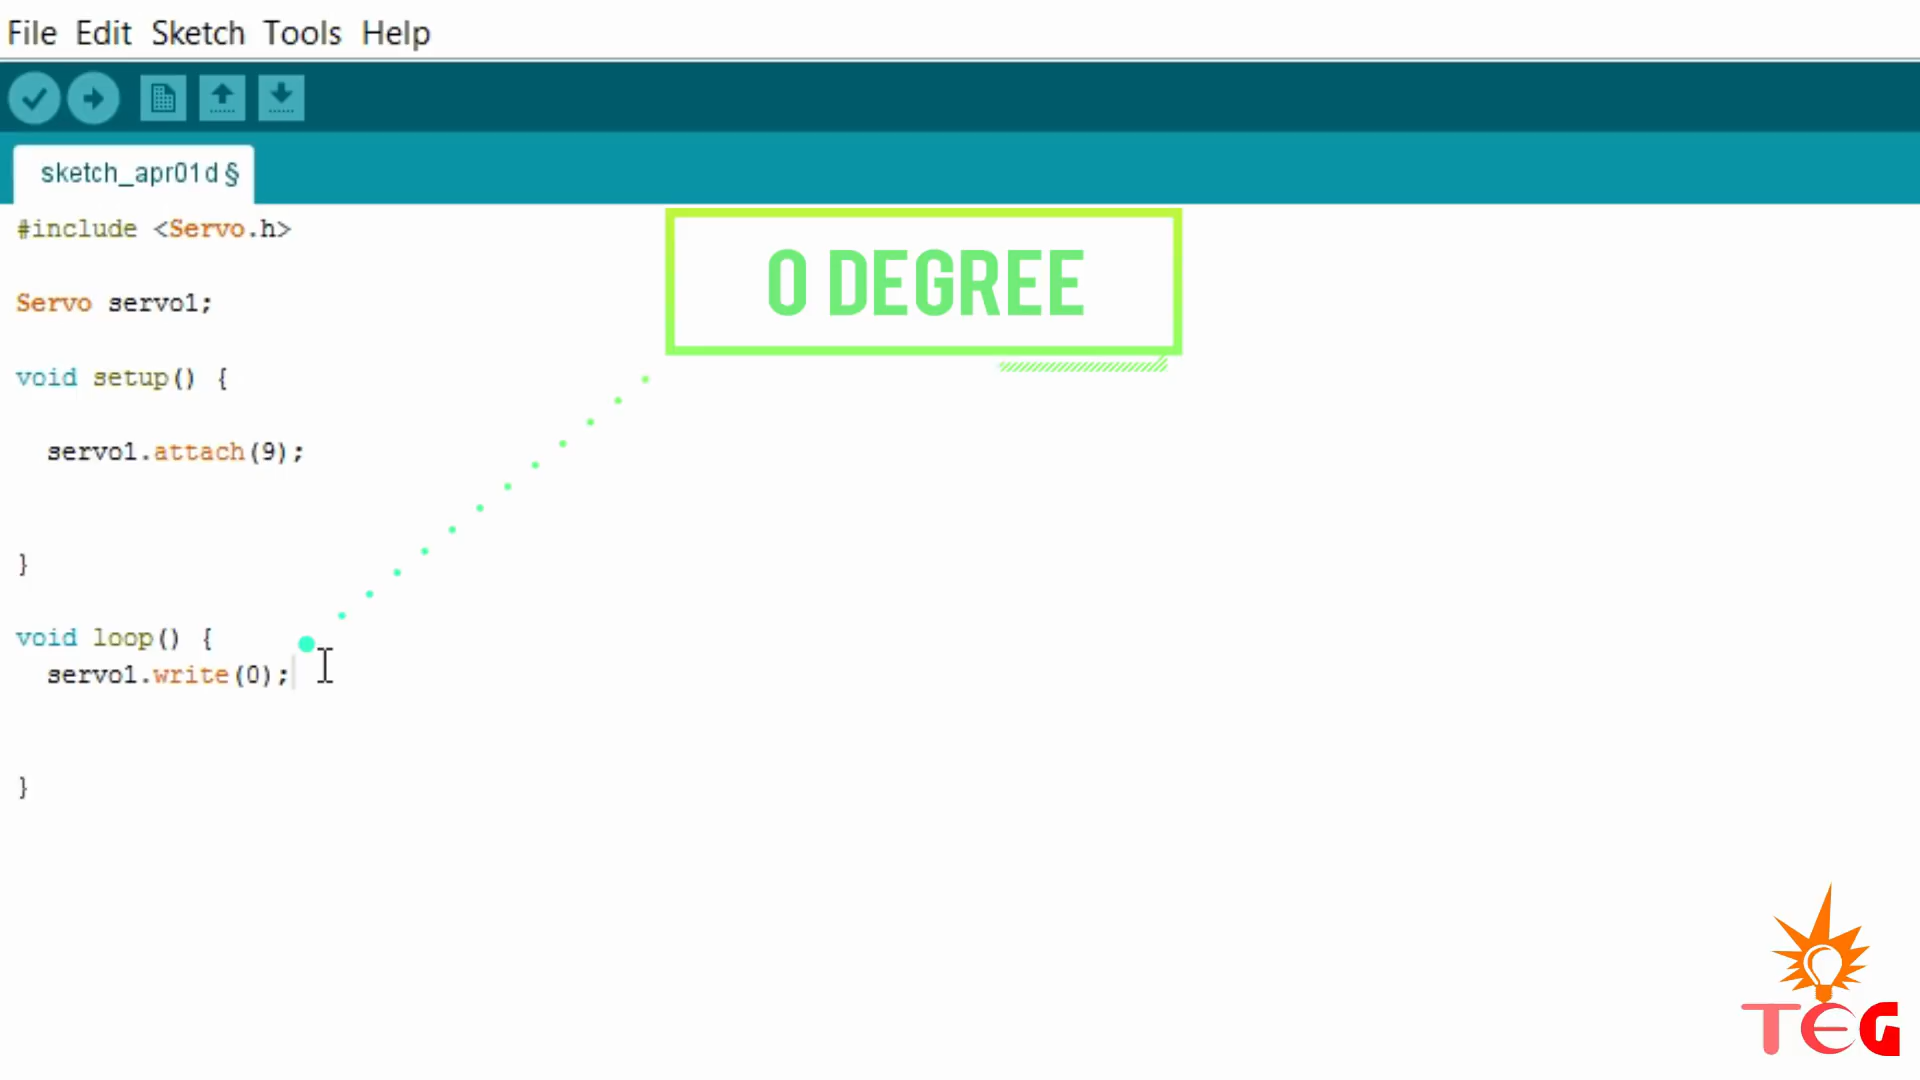 File Edit Sketch Tools Help
sketch_apr01d §
#include <Servo.h>
0 DEGREE
Servo servo1;
void setup() {
servo1.attach(9);
}
void loop() {
servo1.write(0);
}
TEG